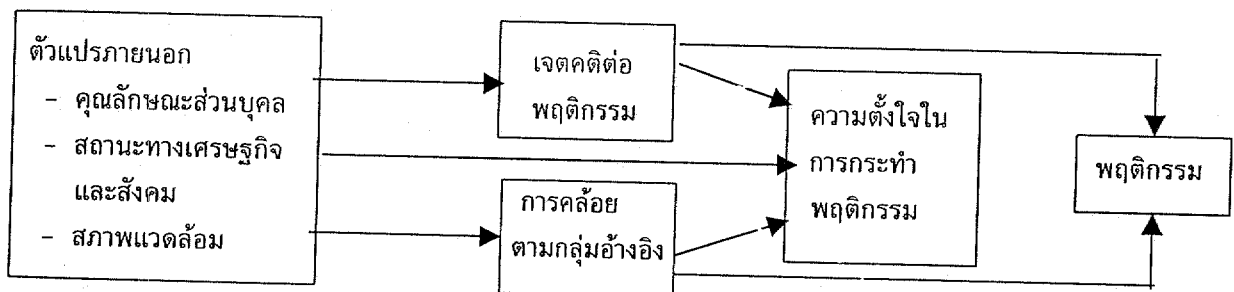 ตัวแปรภายนอก
- คุณลักษณะส่วนบุคล
- สถานะทางเศรษฐกิจ
และสังคม
- สภาพแวดล้อม
เจตคติต่อ
พฤติกรรม
การคล้อย
ตามกลุ่มอ้างอิง
ความตั้งใจใน
การกระทำ
พฤติกรรม
พฤติกรรม